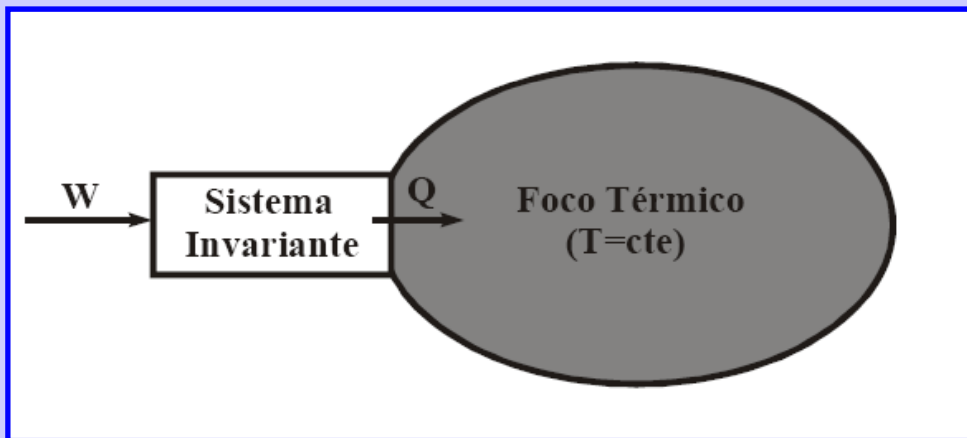 W
Sistema
Invariante
Q
Foco Térmico
(T=cte)